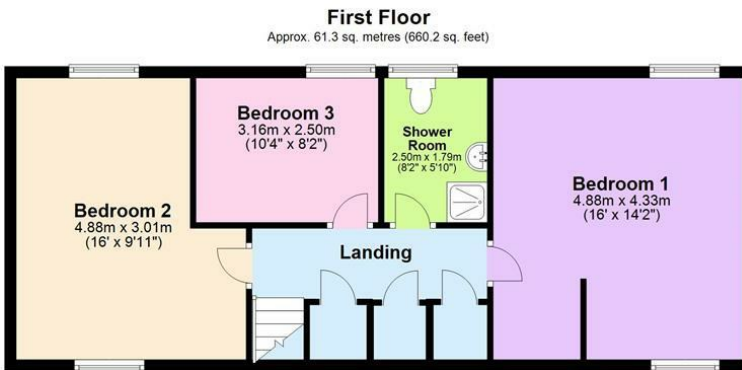 First Floor
Approx. 61.3 sq. metres (660.2 sq. feet)
Bedroom 3
3.16m x 2.50m
(10'4" x 8'2")
Shower
Room
2.50m x 1.79m
(8'2" x 5'10")
Bedroom 1
4.88m x 4.33m
(16' x 14'2")
Bedroom 2
4.88m x 3.01m
(16' x 9'11")
Landing